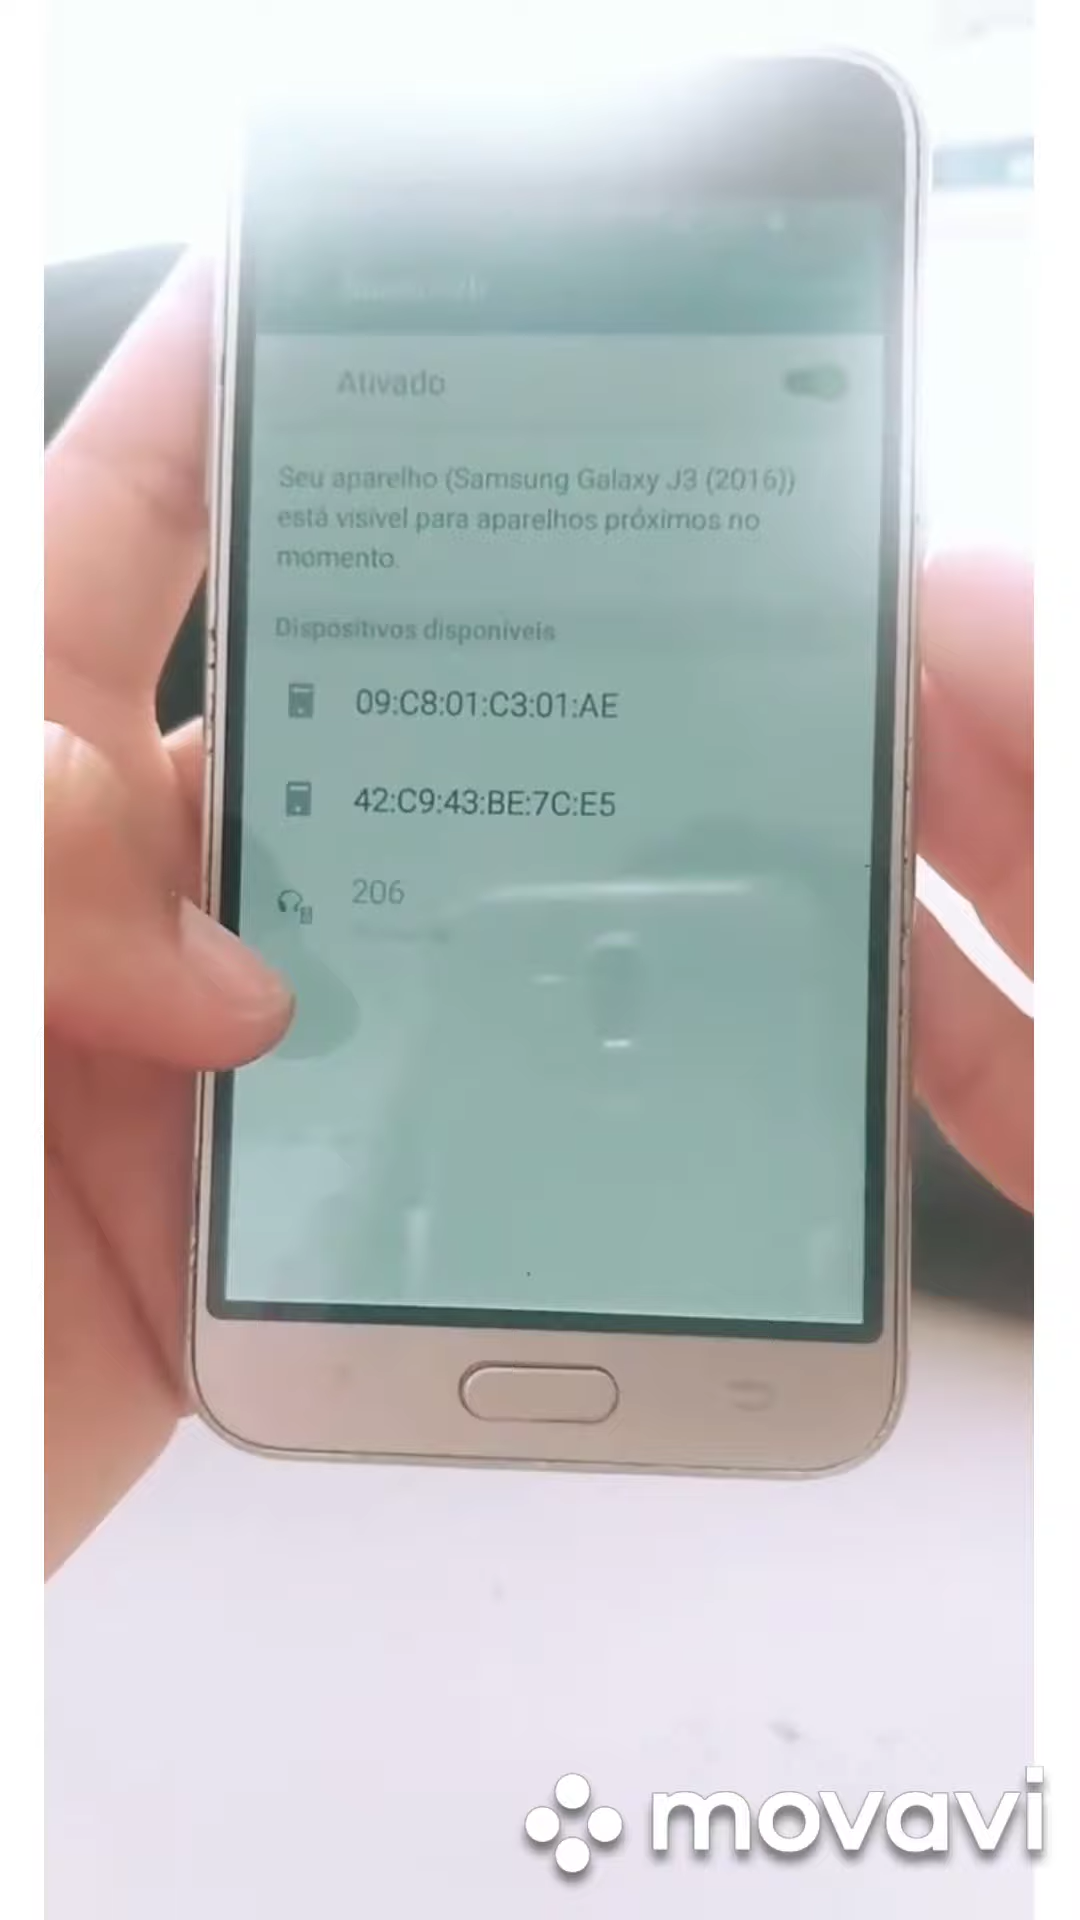 Bluetooth
Ativado
Seu aparelho (Samsung Galaxy J3 (2016))
está visível para aparelhos próximos no
momento.
Dispositivos disponíveis
09:C8:01:C3:01:AE
42:C9:43:BE:7C:E5
206
movavi